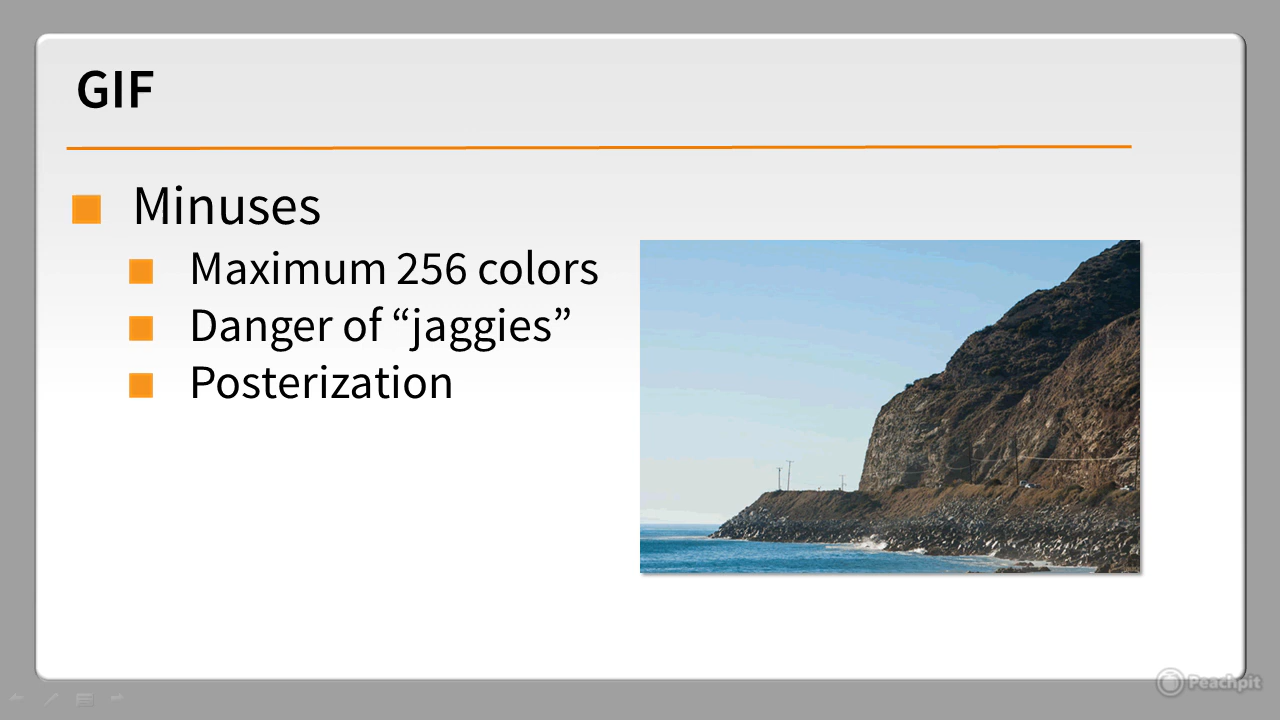 GIF
Minuses
Maximum 256 colors
Danger of “jaggies”
Posterization
Peachpit